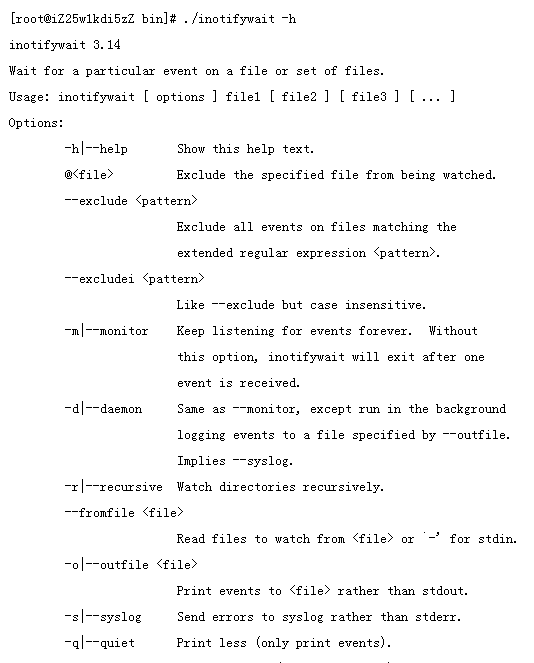 [root@iZ25w1kdi5zZ bin]# ./inotifywait -h
inotifywait 3.14
Wait for a particular event on a file or set of files.
Usage: inotifywait [ options ] file1 [ file2 ] [ file3 ] [ ... ]
Options:
-h|--help Show this help text.
@<file> Exclude the specified file from being watched.
--exclude <pattern>
Exclude all events on files matching the
extended regular expression <pattern>.
--excludei <pattern>
Like --exclude but case insensitive.
-m|--monitor Keep listening for events forever. Without
this option, inotifywait will exit after one
event is received.
-d|--daemon Same as --monitor, except run in the background
logging events to a file specified by --outfile.
Implies --syslog.
-r|--recursive Watch directories recursively.
--fromfile <file>
Read files to watch from <file> or `-' for stdin.
-o|--outfile <file>
Print events to <file> rather than stdout.
-s|--syslog Send errors to syslog rather than stderr.
-q|--quiet Print less (only print events).